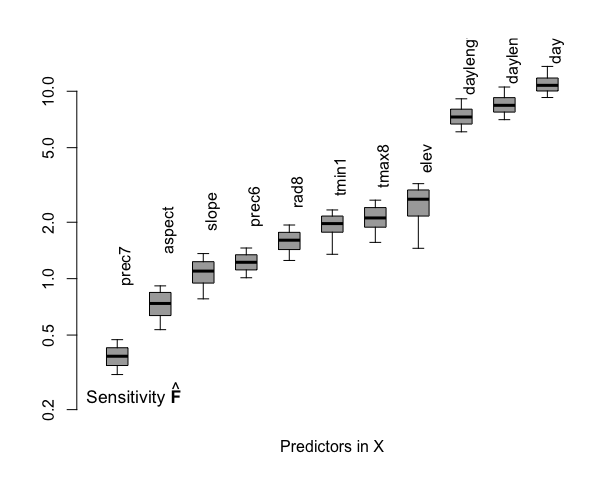 dayleng
daylen
day
10.0
5.0
2.0
1.0
0.5
0.2
prec7
aspect
slope
prec6
rad8
tmin1
tmax8
elev
Sensitivity F̂
Predictors in X